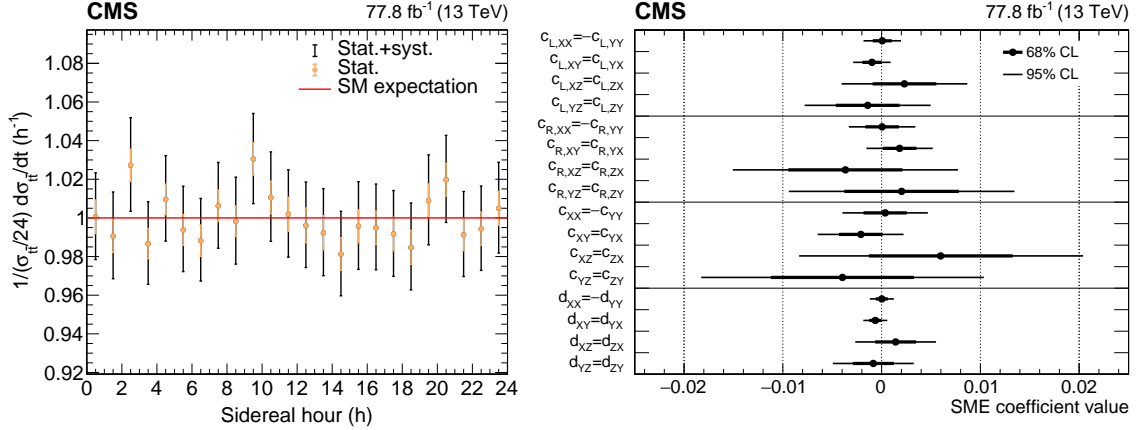 CMS 77.8 fb⁻¹ (13 TeV)
1/(σ_tt̄/24) dσ_tt̄/dt (h⁻¹)
1.08
1.06
1.04
1.02
1
0.98
0.96
0.94
0.92
Stat.+syst.
Stat.
SM expectation
0 2 4 6 8 10 12 14 16 18 20 22 24
Sidereal hour (h)
CMS 77.8 fb⁻¹ (13 TeV)
c_L,XX=−c_L,YY
c_L,XY=c_L,YX
c_L,XZ=c_L,ZX
c_L,YZ=c_L,ZY
c_R,XX=−c_R,YY
c_R,XY=c_R,YX
c_R,XZ=c_R,ZX
c_R,YZ=c_R,ZY
c_XX=−c_YY
c_XY=c_YX
c_XZ=c_ZX
c_YZ=c_ZY
d_XX=−d_YY
d_XY=d_YX
d_XZ=d_ZX
d_YZ=d_ZY
68% CL
95% CL
−0.02 −0.01 0 0.01 0.02
SME coefficient value